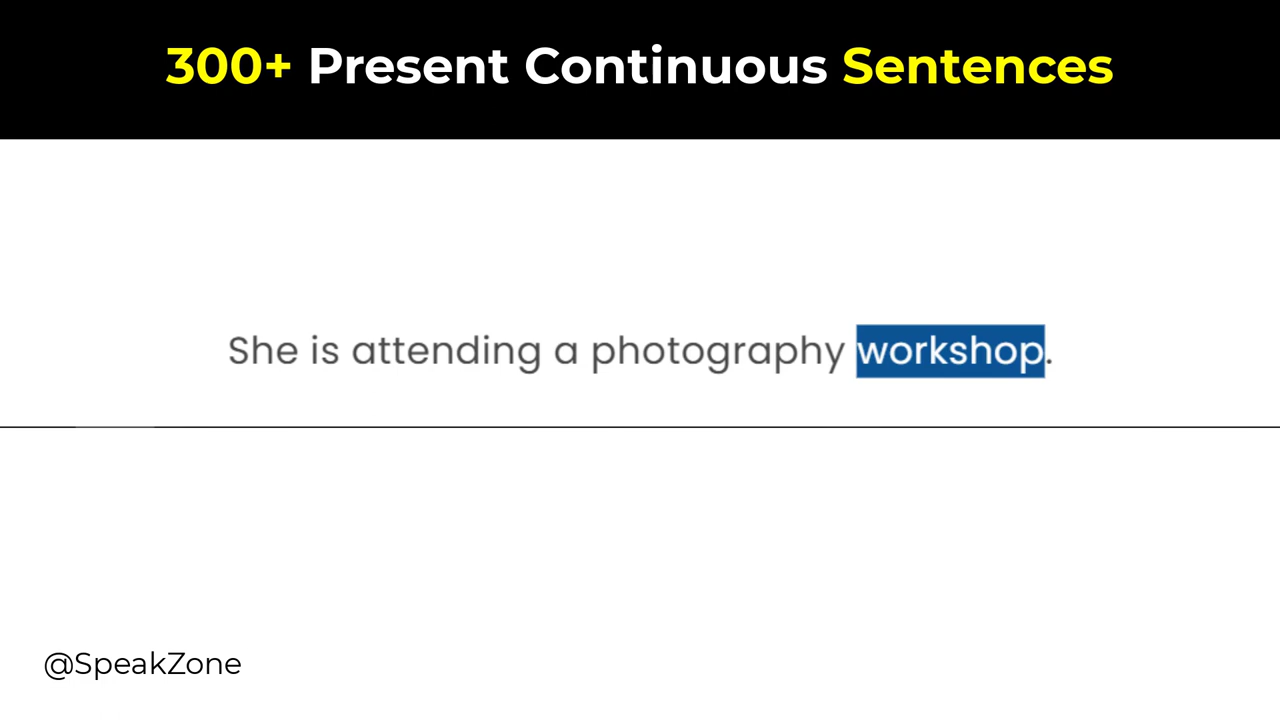 300+ Present Continuous Sentences
She is attending a photography workshop.
@SpeakZone